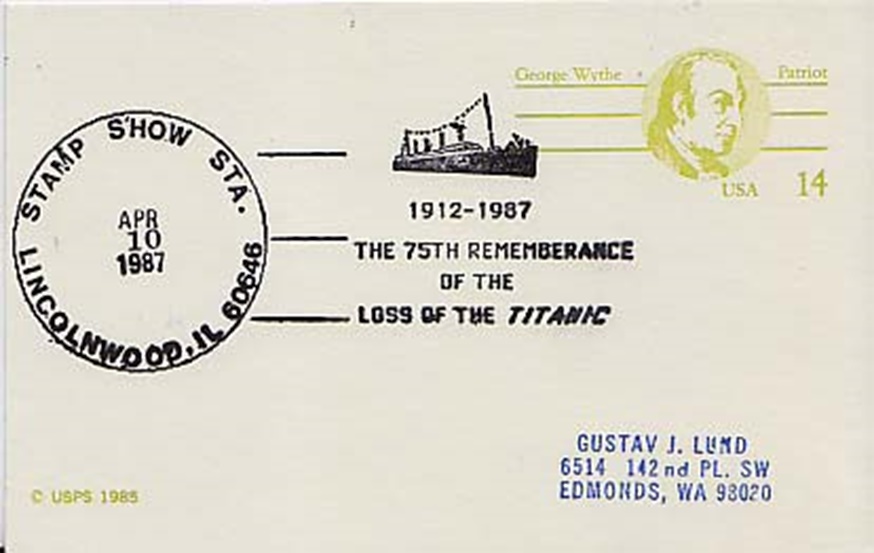 George Wythe Patriot
USA 14
STAMP SHOW STA.
APR
10
1987
LINCOLNWOOD, IL 60646
1912-1987
THE 75TH REMEMBERANCE
OF THE
LOSS OF THE TITANIC
GUSTAV J. LUND
6514 142nd PL. SW
EDMONDS, WA 98020
© USPS 1985